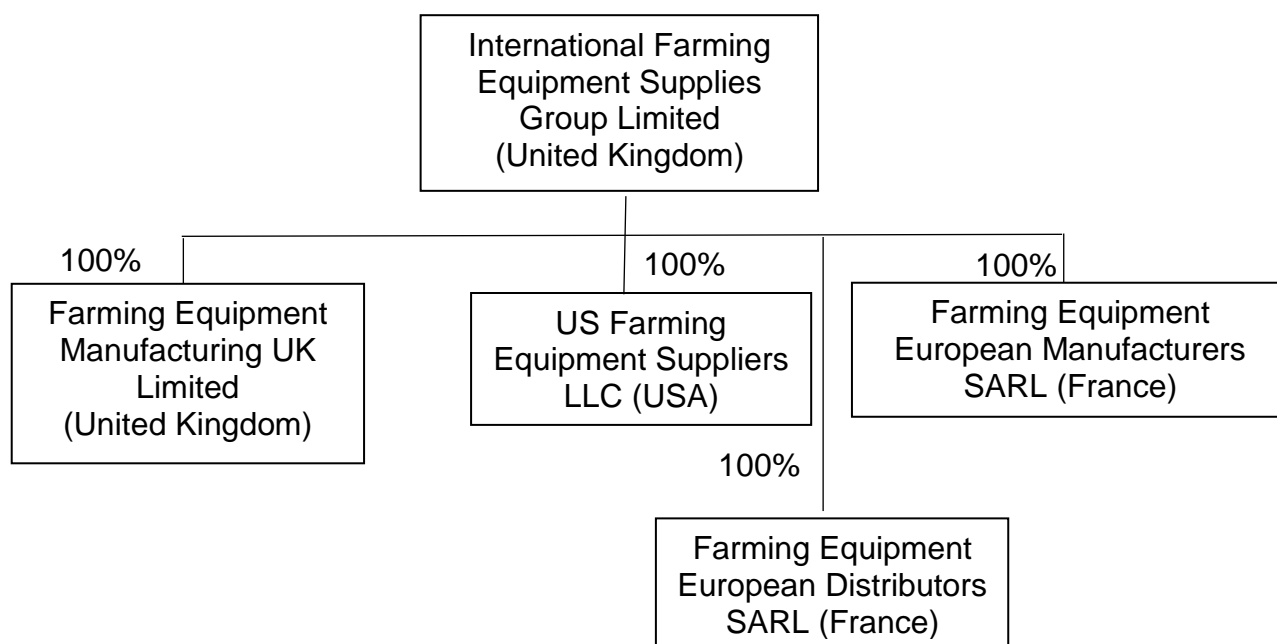 International Farming
Equipment Supplies
Group Limited
(United Kingdom)
100%
100%
100%
Farming Equipment
Manufacturing UK
Limited
(United Kingdom)
US Farming
Equipment Suppliers
LLC (USA)
Farming Equipment
European Manufacturers
SARL (France)
100%
Farming Equipment
European Distributors
SARL (France)